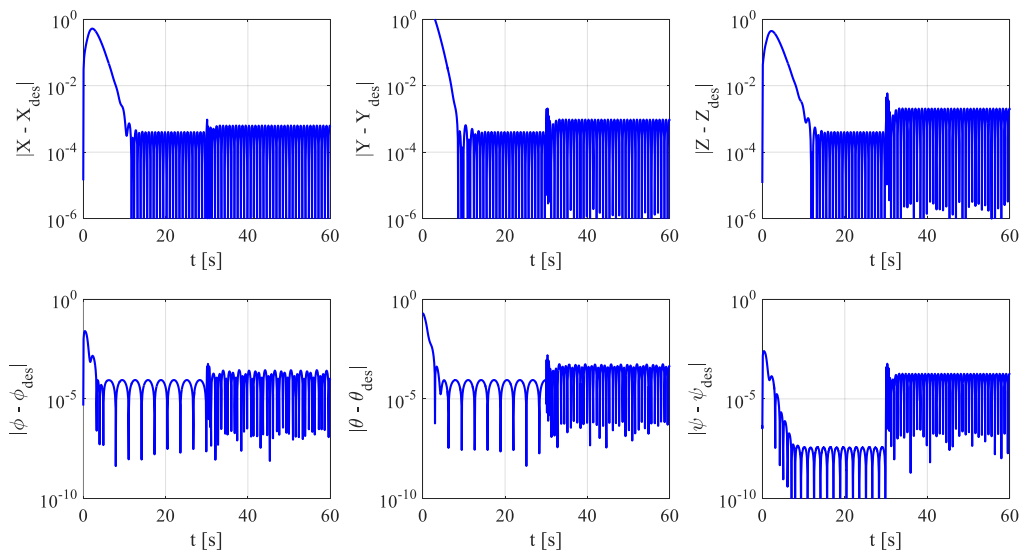 |X - X_des|
10^0
10^-2
10^-4
10^-6
0 20 40 60
t [s]
|Y - Y_des|
10^0
10^-2
10^-4
10^-6
0 20 40 60
t [s]
|Z - Z_des|
10^0
10^-2
10^-4
10^-6
0 20 40 60
t [s]
|ϕ - ϕ_des|
10^0
10^-5
10^-10
0 20 40 60
t [s]
|θ - θ_des|
10^0
10^-5
10^-10
0 20 40 60
t [s]
|ψ - ψ_des|
10^0
10^-5
10^-10
0 20 40 60
t [s]